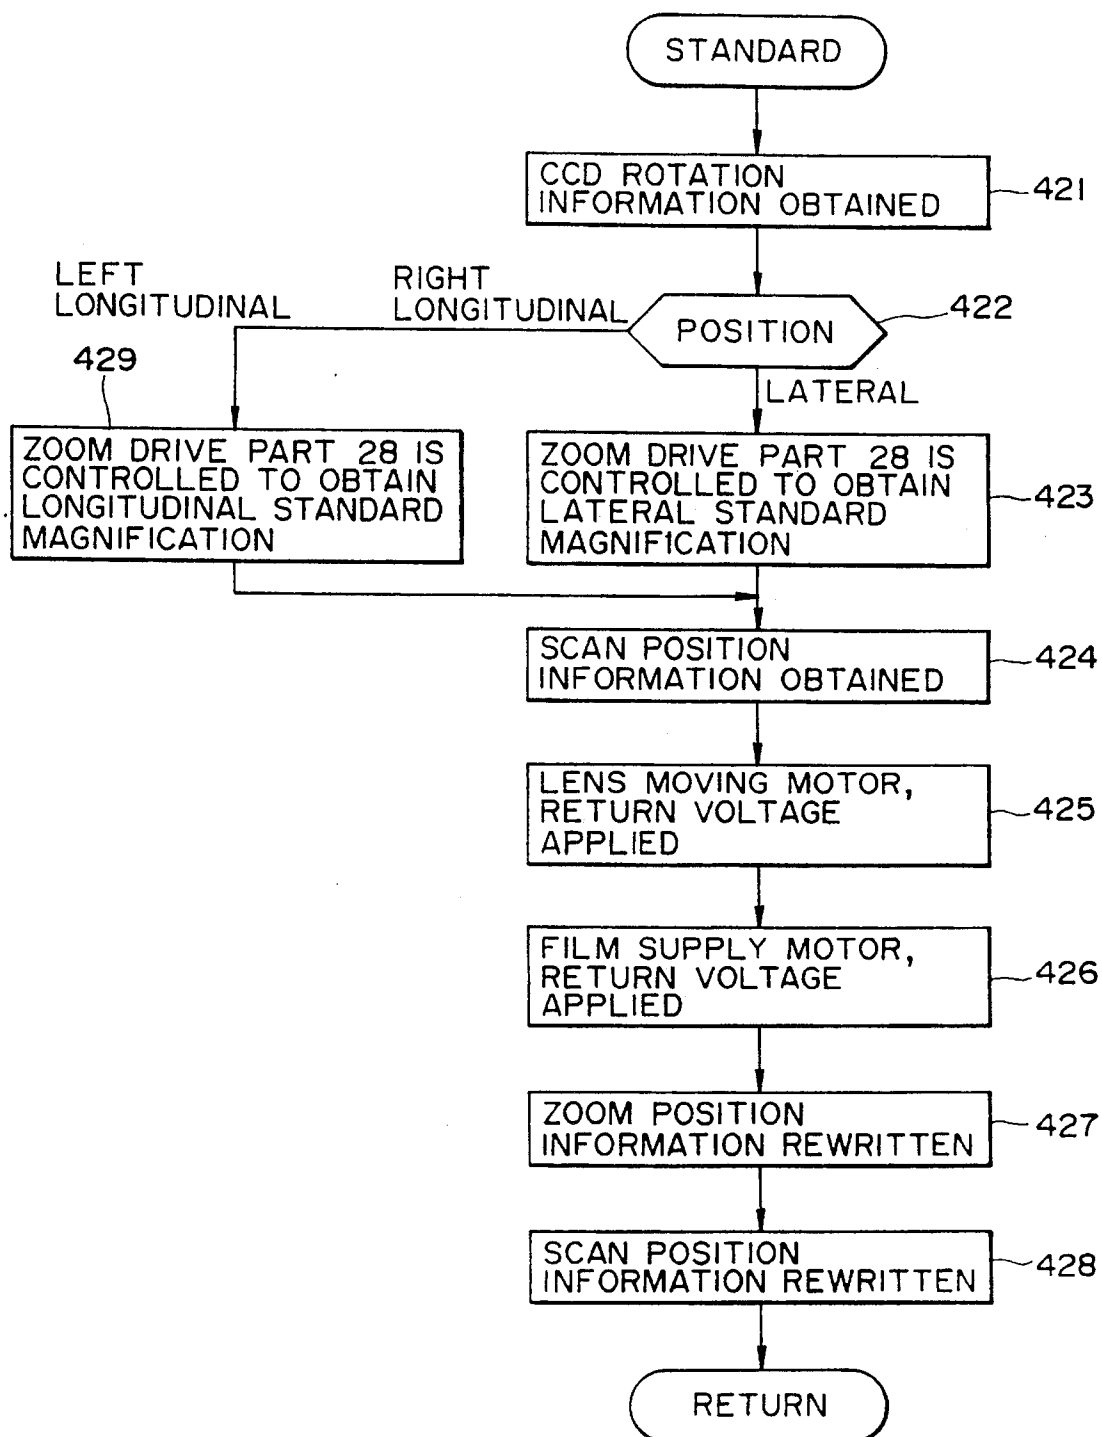 STANDARD
CCD ROTATION
INFORMATION OBTAINED
421
LEFT
LONGITUDINAL
RIGHT
LONGITUDINAL
POSITION
422
LATERAL
429
ZOOM DRIVE PART 28 IS
CONTROLLED TO OBTAIN
LONGITUDINAL STANDARD
MAGNIFICATION
ZOOM DRIVE PART 28 IS
CONTROLLED TO OBTAIN
LATERAL STANDARD
MAGNIFICATION
423
SCAN POSITION
INFORMATION OBTAINED
424
LENS MOVING MOTOR,
RETURN VOLTAGE
APPLIED
425
FILM SUPPLY MOTOR,
RETURN VOLTAGE
APPLIED
426
ZOOM POSITION
INFORMATION REWRITTEN
427
SCAN POSITION
INFORMATION REWRITTEN
428
RETURN